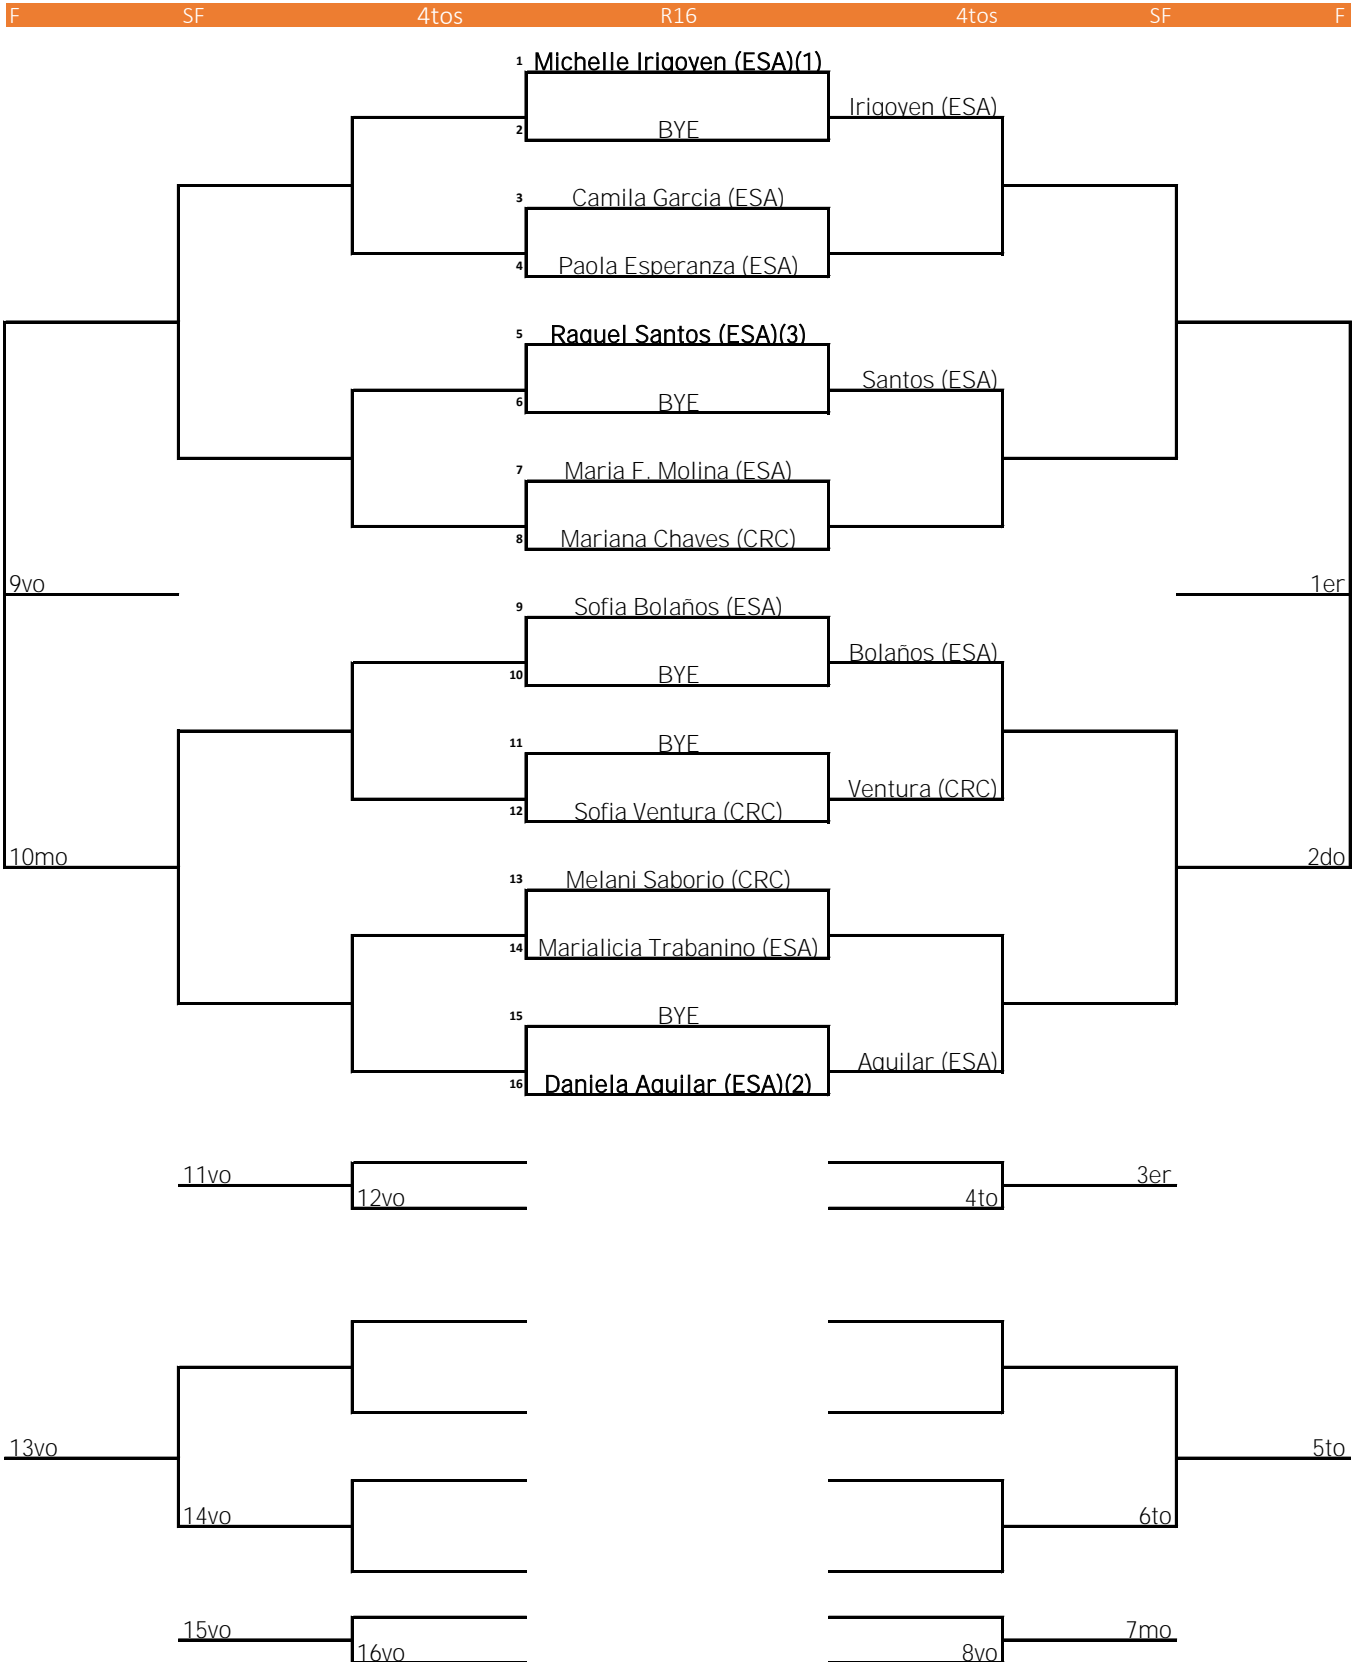 F SF 4tos R16 4tos SF F
1 Michelle Irigoyen (ESA)(1)
Irigoyen (ESA)
2 BYE
3 Camila Garcia (ESA)
4 Paola Esperanza (ESA)
5 Raquel Santos (ESA)(3)
Santos (ESA)
6 BYE
7 Maria F. Molina (ESA)
8 Mariana Chaves (CRC)
9vo 1er
9 Sofia Bolaños (ESA)
Bolaños (ESA)
10 BYE
11 BYE
Ventura (CRC)
12 Sofia Ventura (CRC)
10mo 2do
13 Melani Saborio (CRC)
14 Marialicia Trabanino (ESA)
15 BYE
Aguilar (ESA)
16 Daniela Aguilar (ESA)(2)
11vo 3er
12vo 4to
13vo 5to
14vo 6to
15vo 7mo
16vo 8vo